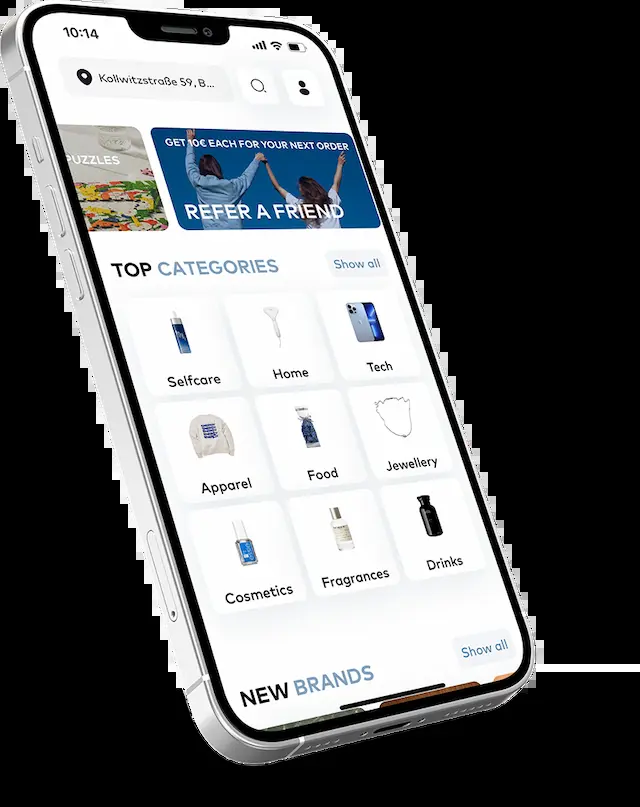 10:14
Kollwitzstraße 59, B...
PUZZLES
GET 10€ EACH FOR YOUR NEXT ORDER
REFER A FRIEND
TOP CATEGORIES
Show all
Selfcare
Home
Tech
Apparel
Food
Jewellery
Cosmetics
Fragrances
Drinks
NEW BRANDS
Show all